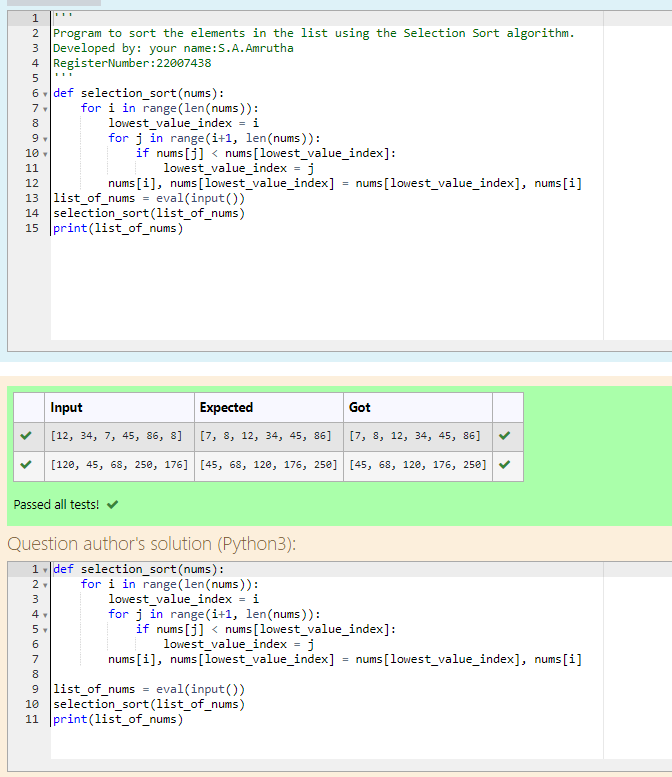 1 '''
2 Program to sort the elements in the list using the Selection Sort algorithm.
3 Developed by: your name:S.A.Amrutha
4 RegisterNumber:22007438
5 '''
6 def selection_sort(nums):
7     for i in range(len(nums)):
8         lowest_value_index = i
9         for j in range(i+1, len(nums)):
10             if nums[j] < nums[lowest_value_index]:
11                 lowest_value_index = j
12         nums[i], nums[lowest_value_index] = nums[lowest_value_index], nums[i]
13 list_of_nums = eval(input())
14 selection_sort(list_of_nums)
15 print(list_of_nums)
Input Expected Got
[12, 34, 7, 45, 86, 8] [7, 8, 12, 34, 45, 86] [7, 8, 12, 34, 45, 86]
[120, 45, 68, 250, 176] [45, 68, 120, 176, 250] [45, 68, 120, 176, 250]
Passed all tests!
Question author's solution (Python3):
1 def selection_sort(nums):
2     for i in range(len(nums)):
3         lowest_value_index = i
4         for j in range(i+1, len(nums)):
5             if nums[j] < nums[lowest_value_index]:
6                 lowest_value_index = j
7         nums[i], nums[lowest_value_index] = nums[lowest_value_index], nums[i]
8
9 list_of_nums = eval(input())
10 selection_sort(list_of_nums)
11 print(list_of_nums)